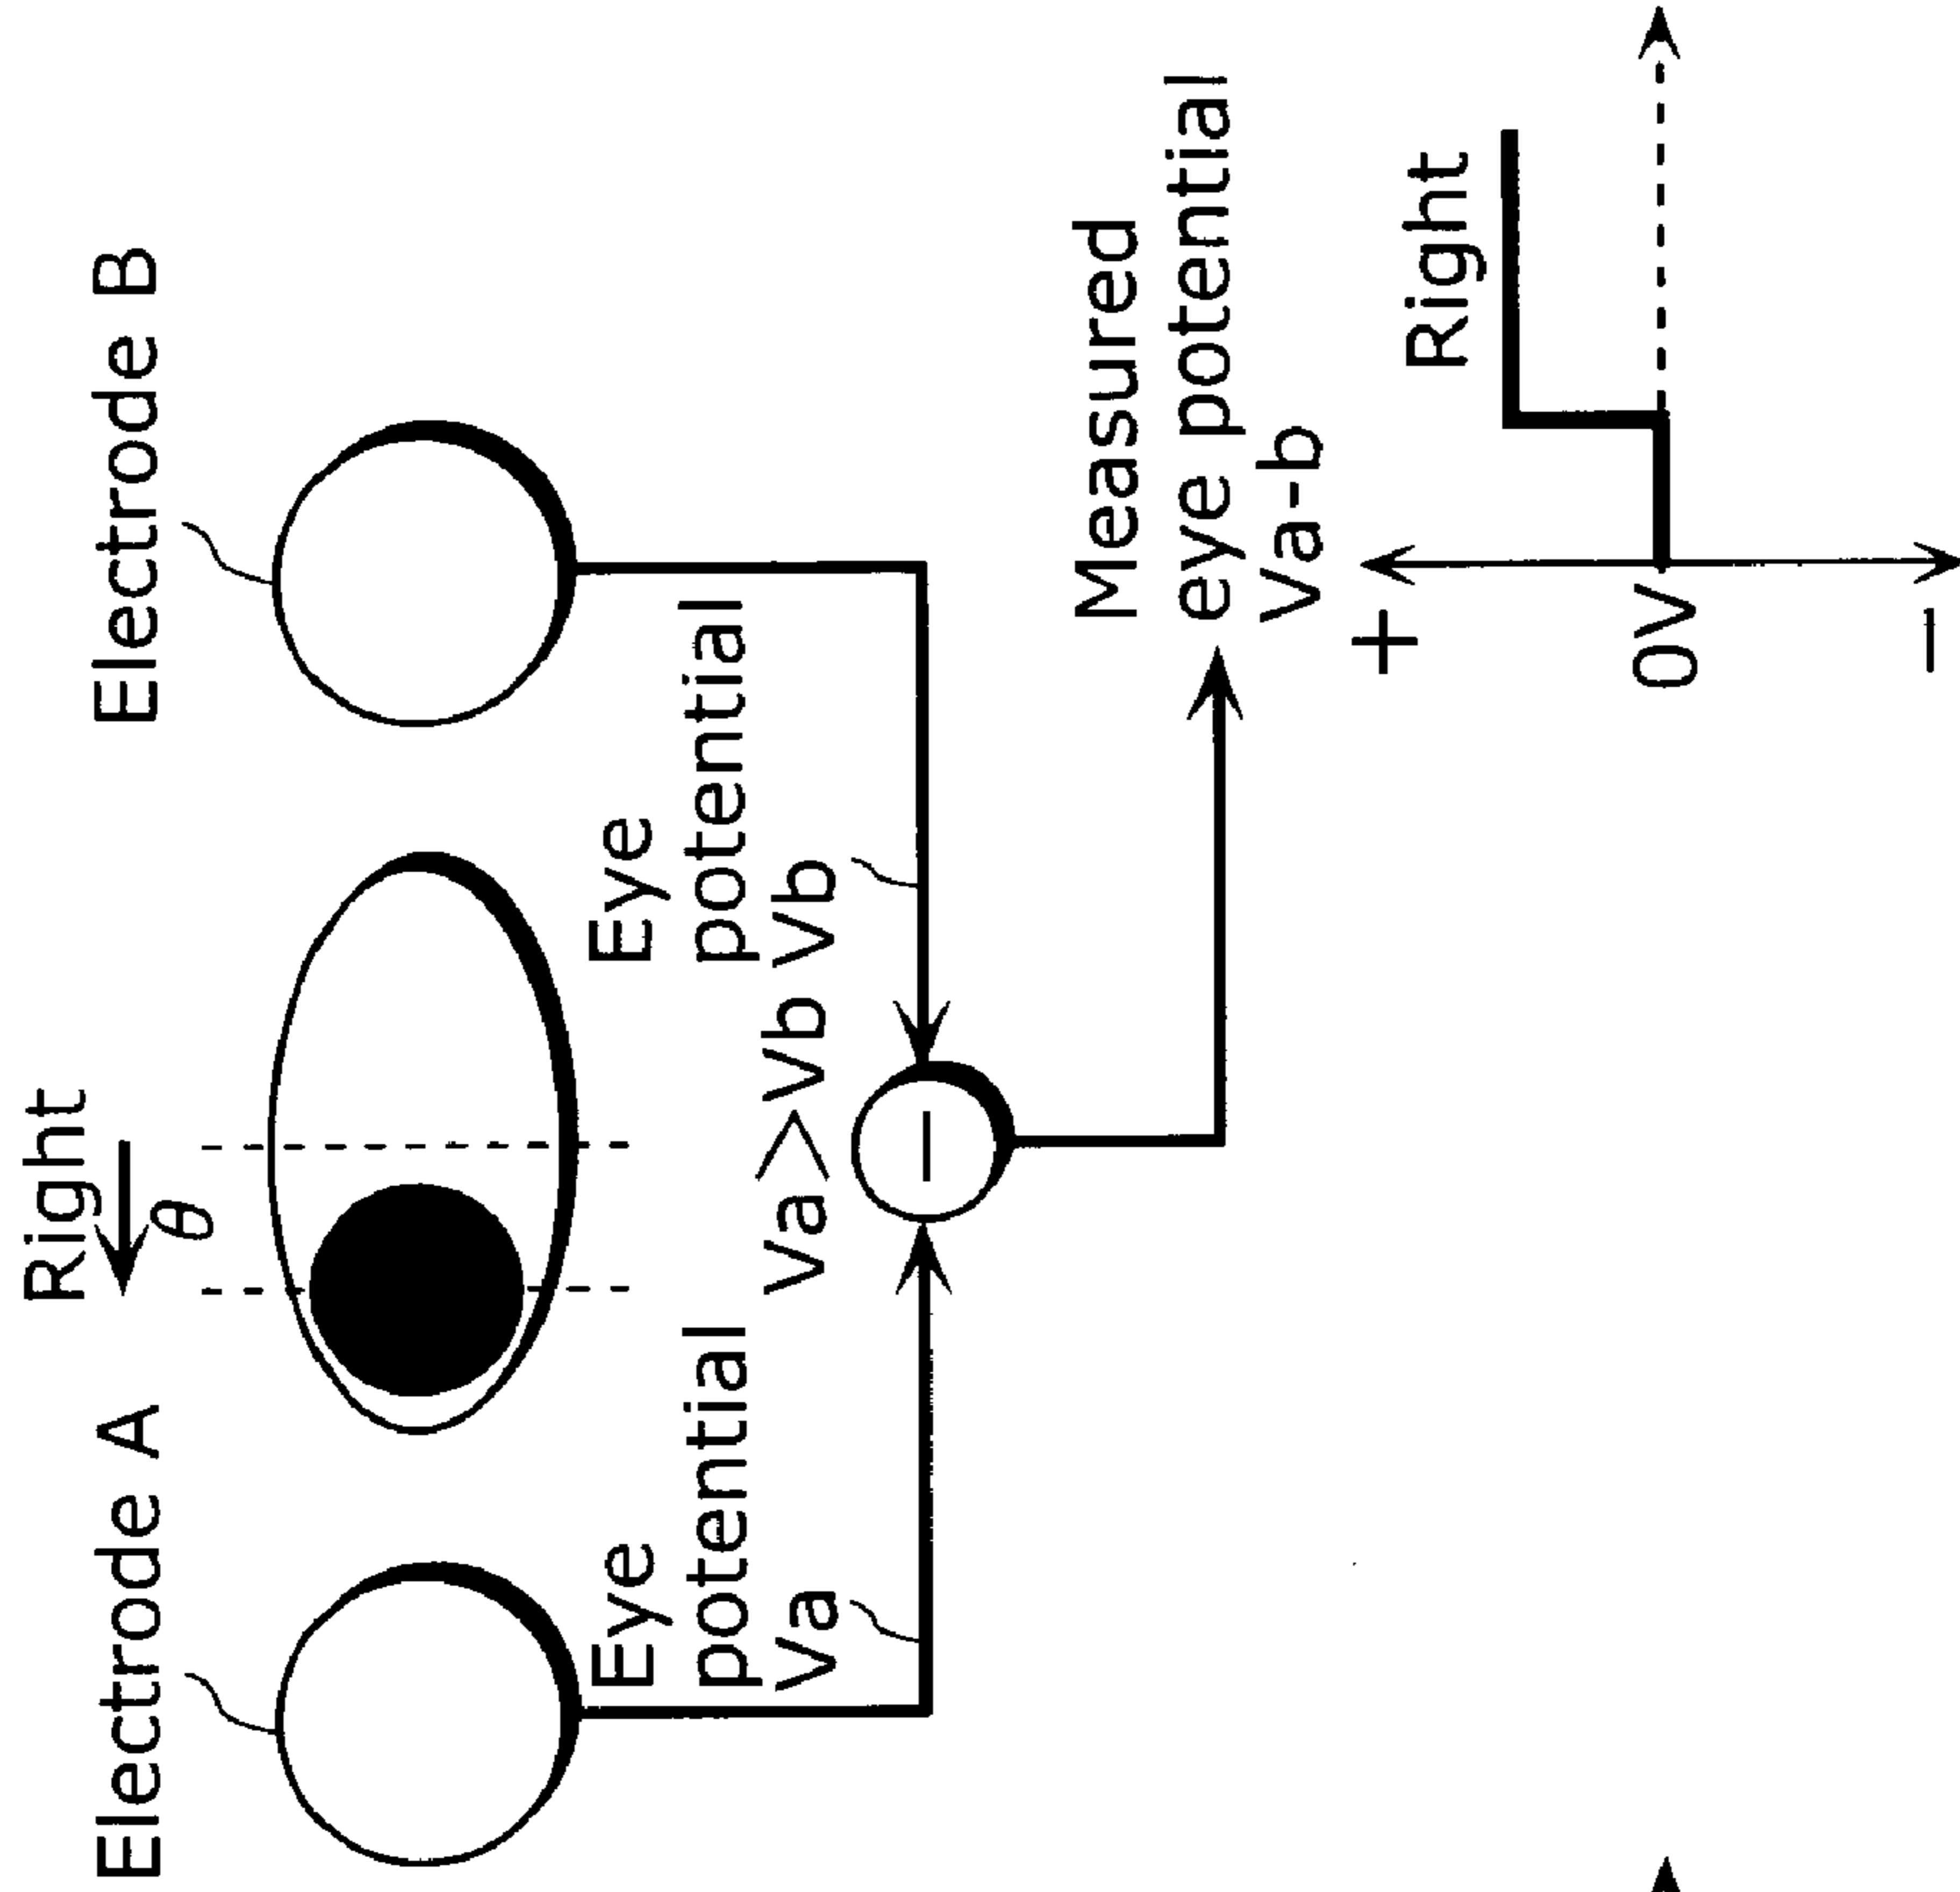 Right
θ
Electrode A
Electrode B
Eye
potential
Va
Va>Vb
Eye
potential
Vb
Measured
eye potential
Va-b
+
Right
0V
−
−